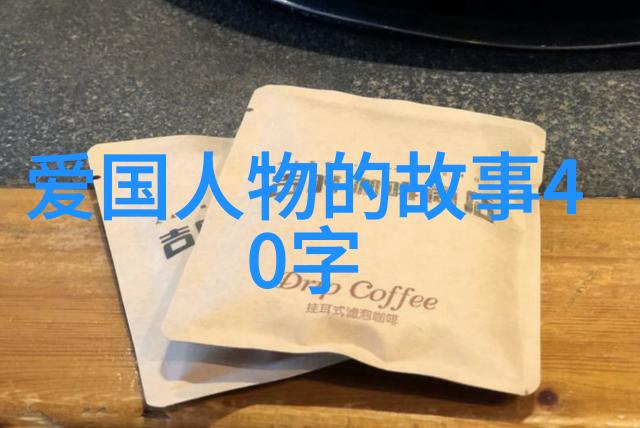 爱国人物的故事4
0字
Drip Coffee
挂耳式滤泡咖啡